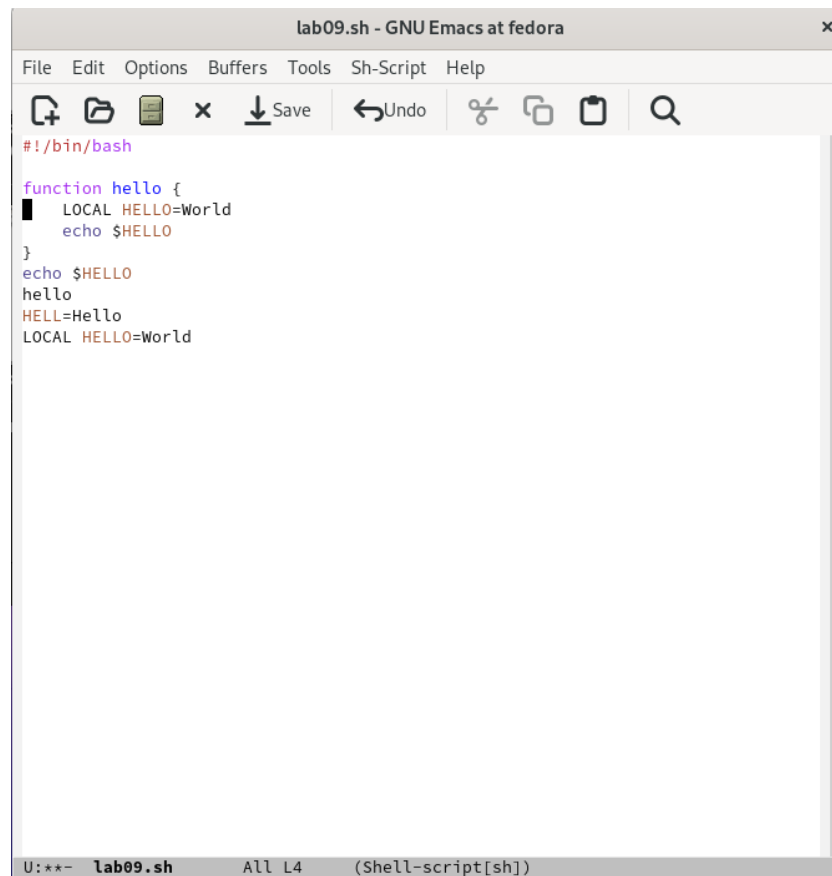 lab09.sh - GNU Emacs at fedora
File Edit Options Buffers Tools Sh-Script Help
Save Undo
#!/bin/bash
function hello {
    LOCAL HELLO=World
    echo $HELLO
}
echo $HELLO
hello
HELL=Hello
LOCAL HELLO=World
U:**- lab09.sh All L4 (Shell-script[sh])